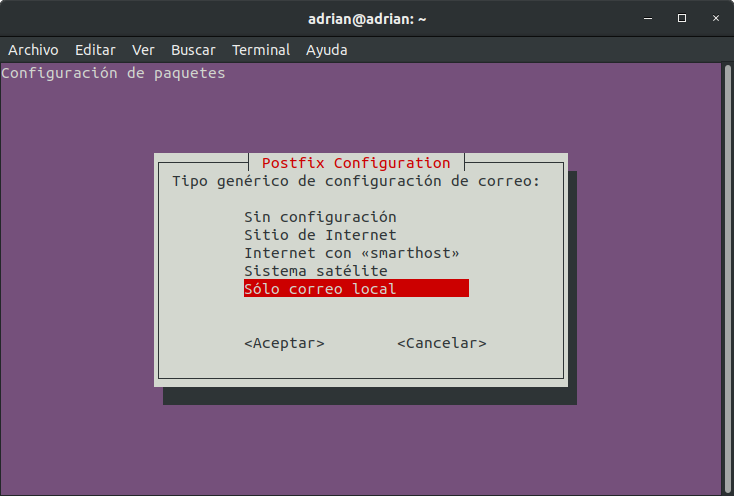 adrian@adrian: ~
Archivo Editar Ver Buscar Terminal Ayuda
Configuración de paquetes
Postfix Configuration
Tipo genérico de configuración de correo:
Sin configuración
Sitio de Internet
Internet con «smarthost»
Sistema satélite
Sólo correo local
<Aceptar> <Cancelar>